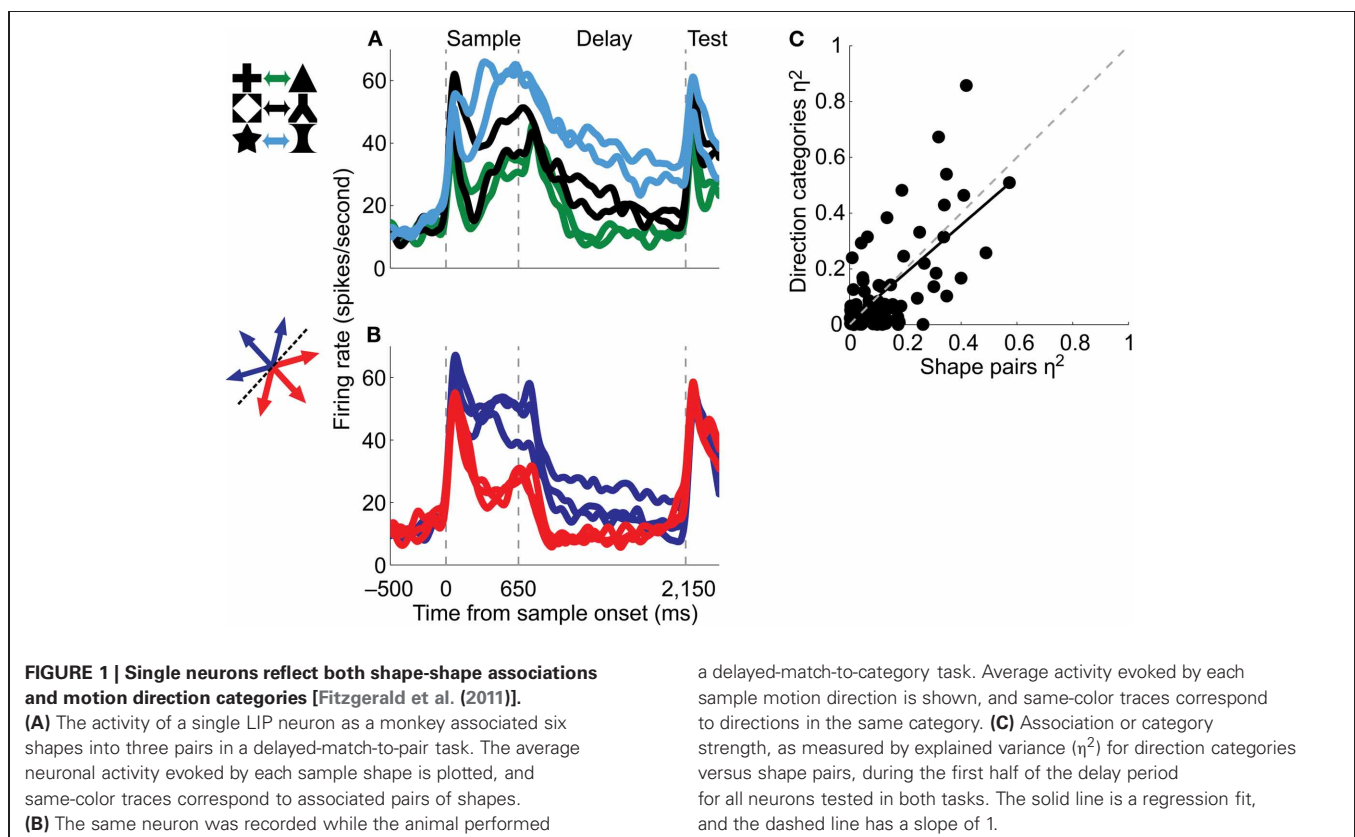 A
Sample
Delay
Test
60
40
20
0
Firing rate (spikes/second)
B
60
40
20
0
−500
0
650
2,150
Time from sample onset (ms)
C
1
0.8
0.6
0.4
0.2
0
Direction categories η²
0
0.2
0.4
0.6
0.8
1
Shape pairs η²
FIGURE 1 | Single neurons reflect both shape-shape associations
and motion direction categories [Fitzgerald et al. (2011)].
(A) The activity of a single LIP neuron as a monkey associated six
shapes into three pairs in a delayed-match-to-pair task. The average
neuronal activity evoked by each sample shape is plotted, and
same-color traces correspond to associated pairs of shapes.
(B) The same neuron was recorded while the animal performed
a delayed-match-to-category task. Average activity evoked by each
sample motion direction is shown, and same-color traces correspond
to directions in the same category. (C) Association or category
strength, as measured by explained variance (η²) for direction categories
versus shape pairs, during the first half of the delay period
for all neurons tested in both tasks. The solid line is a regression fit,
and the dashed line has a slope of 1.